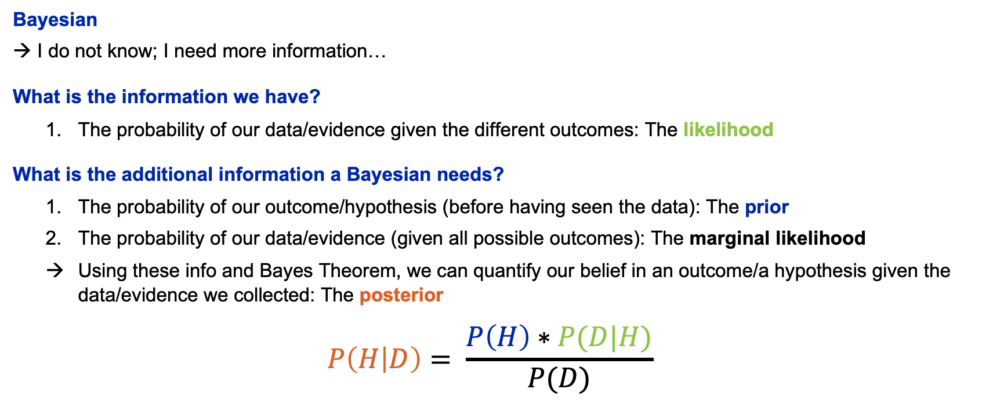 Bayesian
→ I do not know; I need more information…
What is the information we have?
1. The probability of our data/evidence given the different outcomes: The likelihood
What is the additional information a Bayesian needs?
1. The probability of our outcome/hypothesis (before having seen the data): The prior
2. The probability of our data/evidence (given all possible outcomes): The marginal likelihood
→ Using these info and Bayes Theorem, we can quantify our belief in an outcome/a hypothesis given the
data/evidence we collected: The posterior
P(H) * P(D|H)
P(H|D) =
P(D)